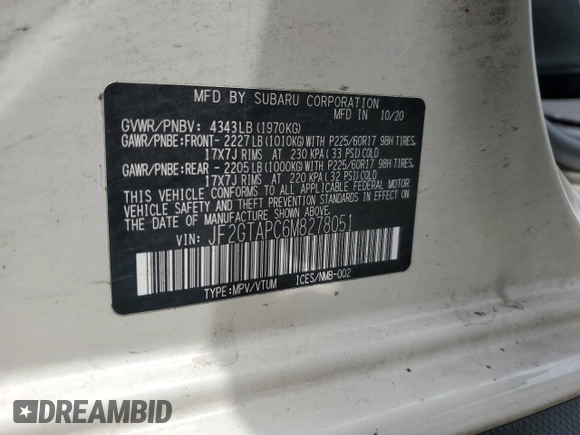 MFD BY SUBARU CORPORATION
MFD IN 10/20
GVWR/PNBV: 4343LB(1970KG)
GAWR/PNBE:FRONT- 2227LB(1010KG)WITH P225/60R17 98H TIRES,
17X7J RIMS AT 230 KPA(33 PSI)COLD
GAWR/PNBE:REAR - 2205LB(1000KG)WITH P225/60R17 98H TIRES,
17X7J RIMS AT 220 KPA(32 PSI)COLD
THIS VEHICLE CONFORMS TO ALL APPLICABLE FEDERAL MOTOR
VEHICLE SAFETY AND THEFT PREVENTION STANDARDS IN EFFECT ON
THE DATE OF MANUFACTURE SHOWN ABOVE.
VIN: JF2GTAPC6M8278051
TYPE:MPV/VTUM ICES/NMB-002
DREAMBID